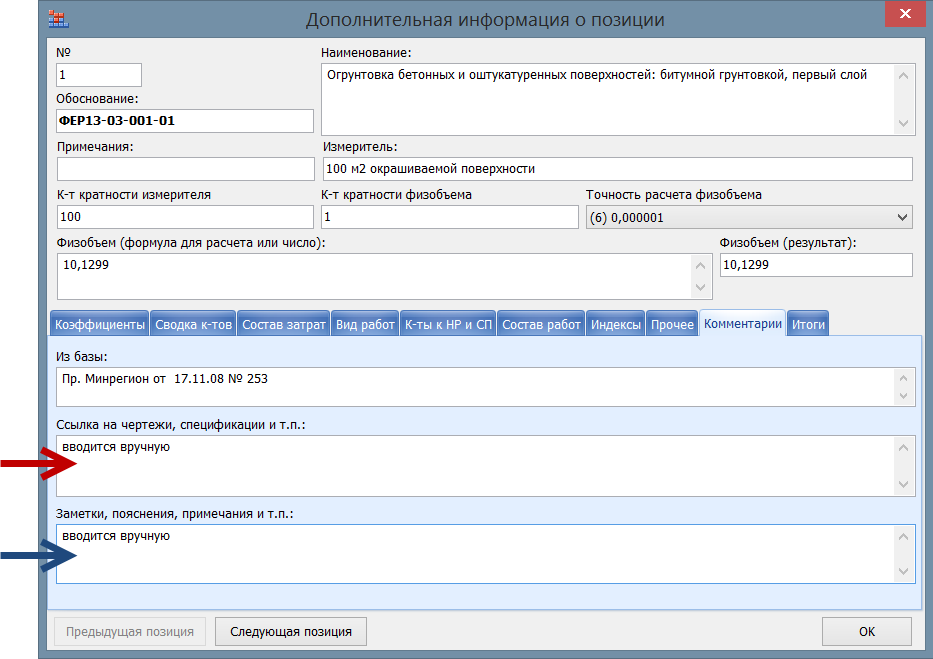 Дополнительная информация о позиции
№
Наименование:
1
Огрунтовка бетонных и оштукатуренных поверхностей: битумной грунтовкой, первый слой
Обоснование:
ФЕР13-03-001-01
Примечания:
Измеритель:
100 м2 окрашиваемой поверхности
К-т кратности измерителя
К-т кратности физобъема
Точность расчета физобъема
100
1
(6) 0,000001
Физобъем (формула для расчета или число):
Физобъем (результат):
10,1299
10,1299
Коэффициенты Сводка к-тов Состав затрат Вид работ К-ты к НР и СП Состав работ Индексы Прочее Комментарии Итоги
Из базы:
Пр. Минрегион от 17.11.08 № 253
Ссылка на чертежи, спецификации и т.п.:
вводится вручную
Заметки, пояснения, примечания и т.п.:
вводится вручную
Предыдущая позиция
Следующая позиция
ОК